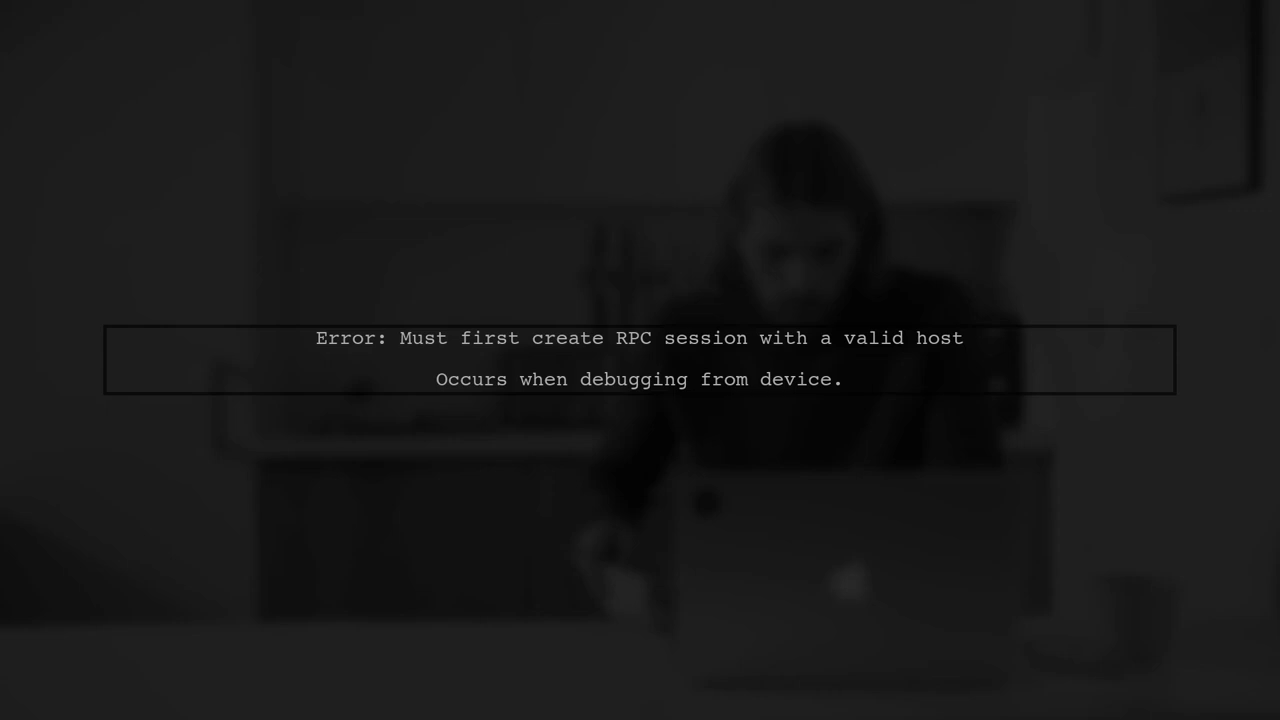 Error: Must first create RPC session with a valid host
Occurs when debugging from device.